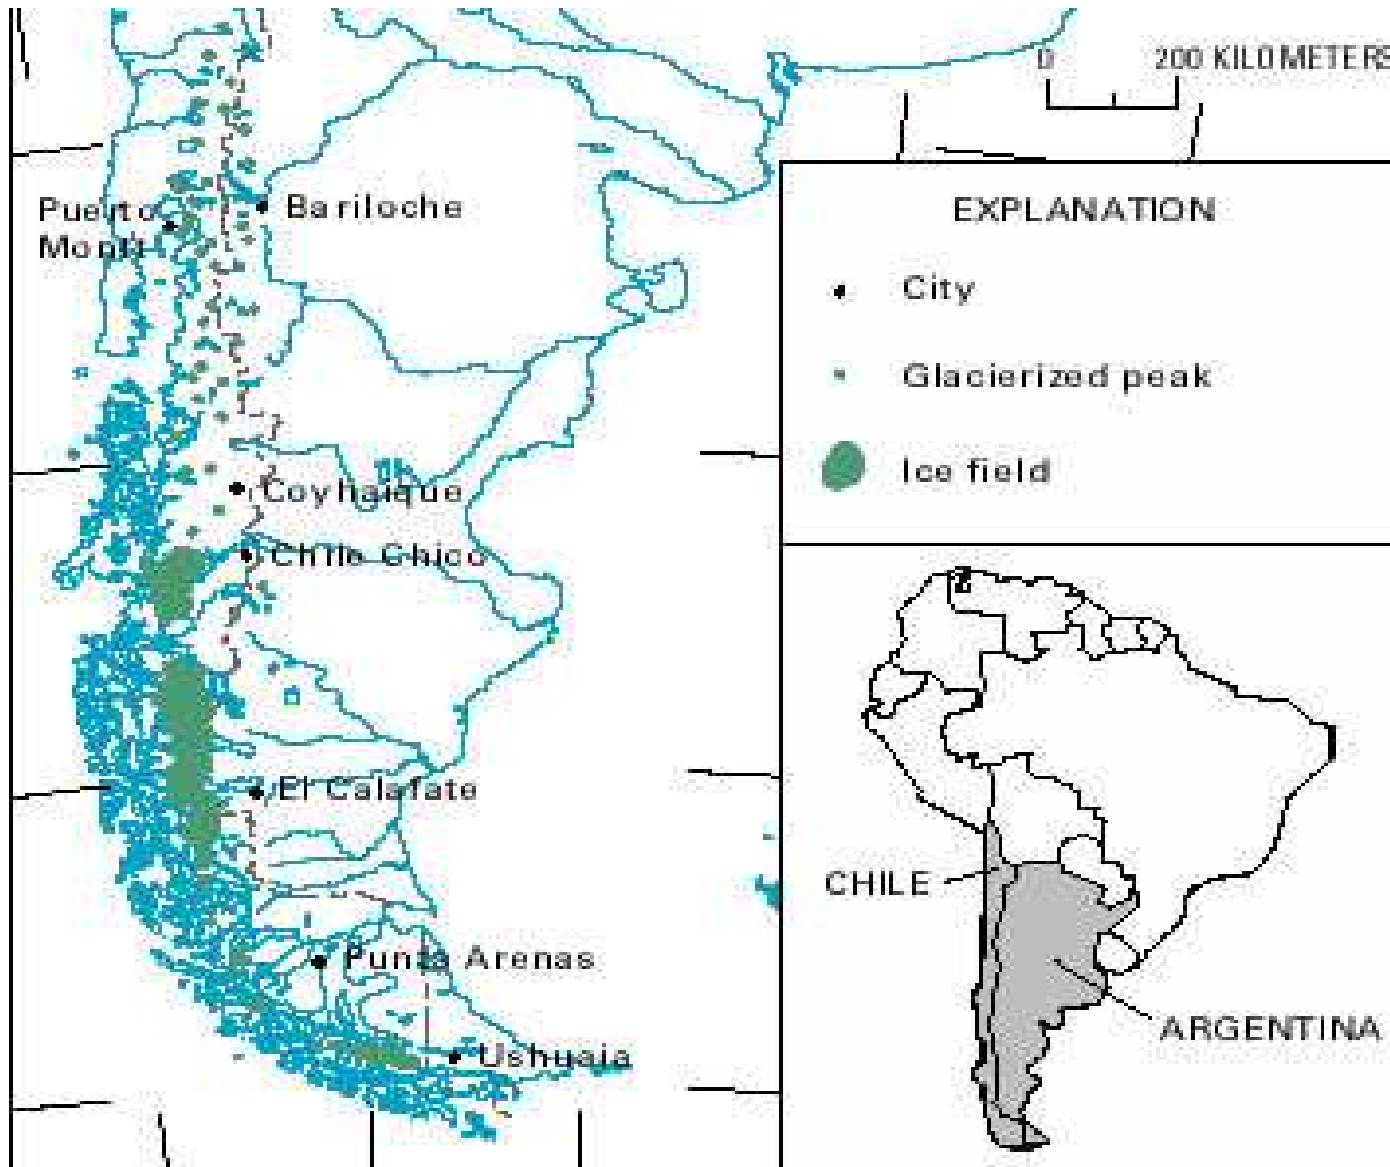 0 200 KILOMETERS
Puerto
Montt
Bariloche
EXPLANATION
City
Glacierized peak
Ice field
Coyhaique
Chile Chico
El Calafate
Punta Arenas
Ushuaia
CHILE
ARGENTINA